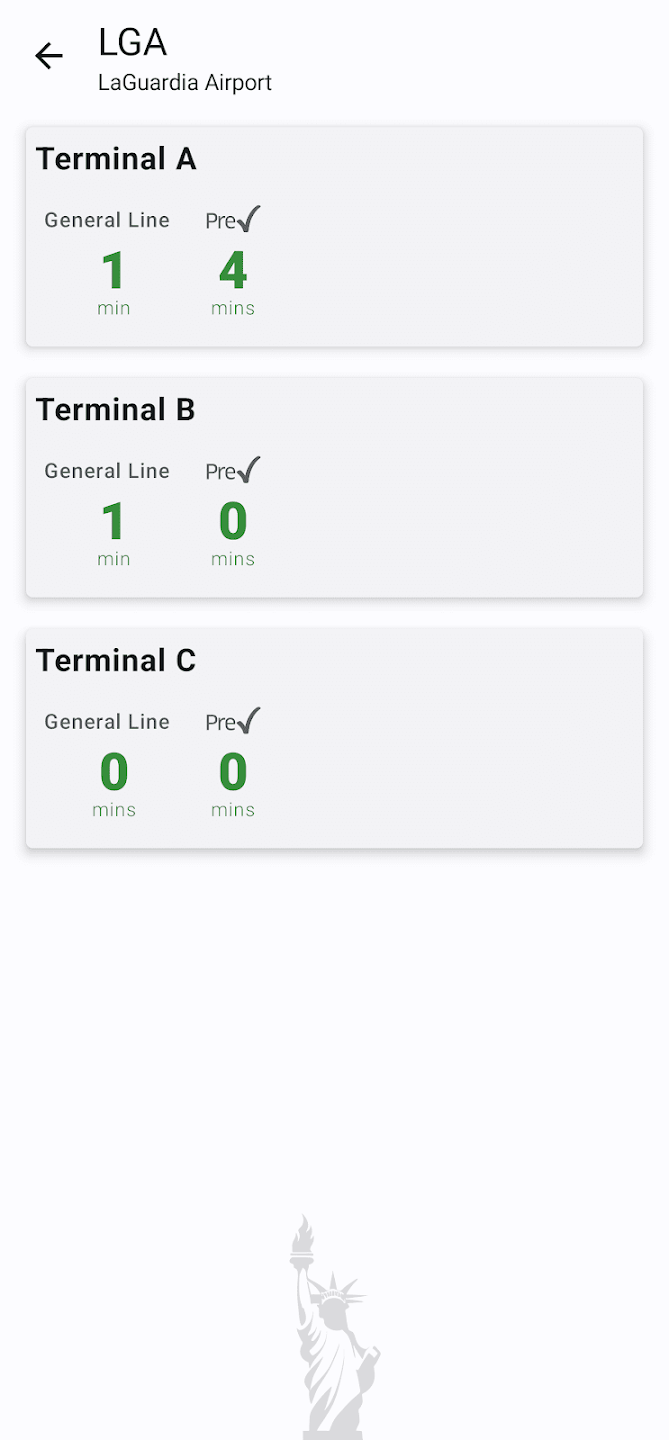 LGA
LaGuardia Airport
Terminal A
General Line Pre✓
1 4
min mins
Terminal B
General Line Pre✓
1 0
min mins
Terminal C
General Line Pre✓
0 0
mins mins